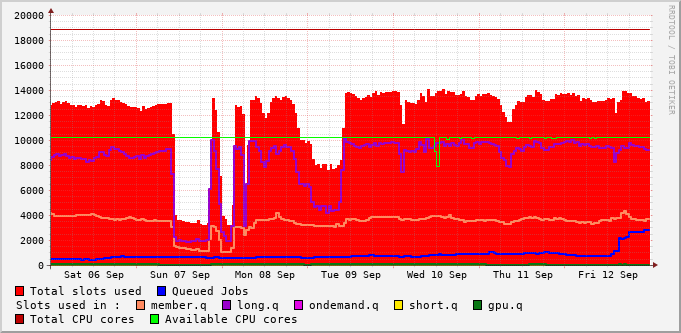 20000
18000
16000
14000
12000
10000
8000
6000
4000
2000
0
Sat 06 Sep Sun 07 Sep Mon 08 Sep Tue 09 Sep Wed 10 Sep Thu 11 Sep Fri 12 Sep
Total slots used Queued Jobs
Slots used in : member.q long.q ondemand.q short.q gpu.q
Total CPU cores Available CPU cores
RRDTOOL / TOBI OETIKER